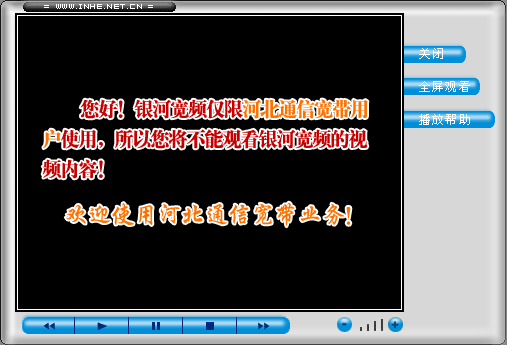 = WWW.INHE.NET.CN =
关闭
全屏观看
播放帮助
您好！银河宽频仅限河北通信宽带用
户使用，所以您将不能观看银河宽频的视
频内容！
欢迎使用河北通信宽带业务！